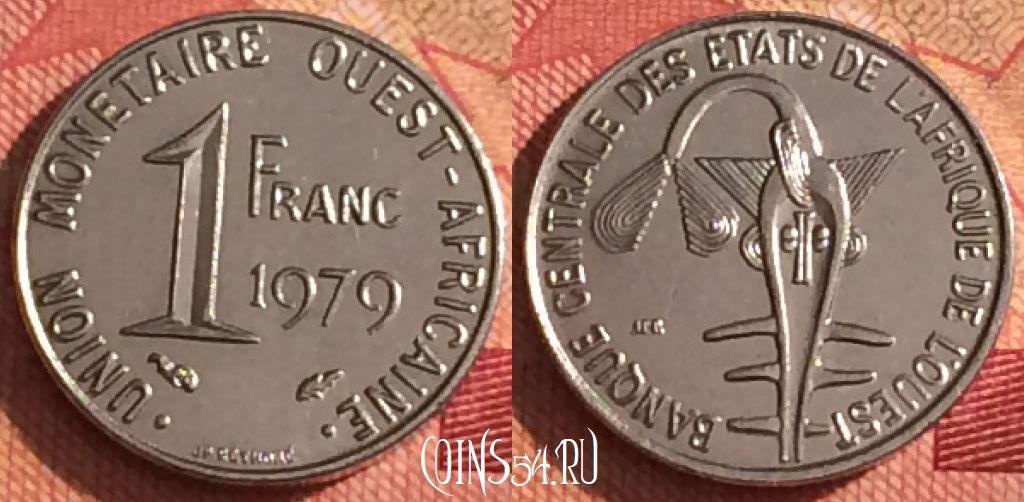 · UNION MONETAIRE OUEST-AFRICAINE ·
1 FRANC
1979
BANQUE CENTRALE DES ETATS DE L'AFRIQUE DE L'OUEST
COINS54.RU